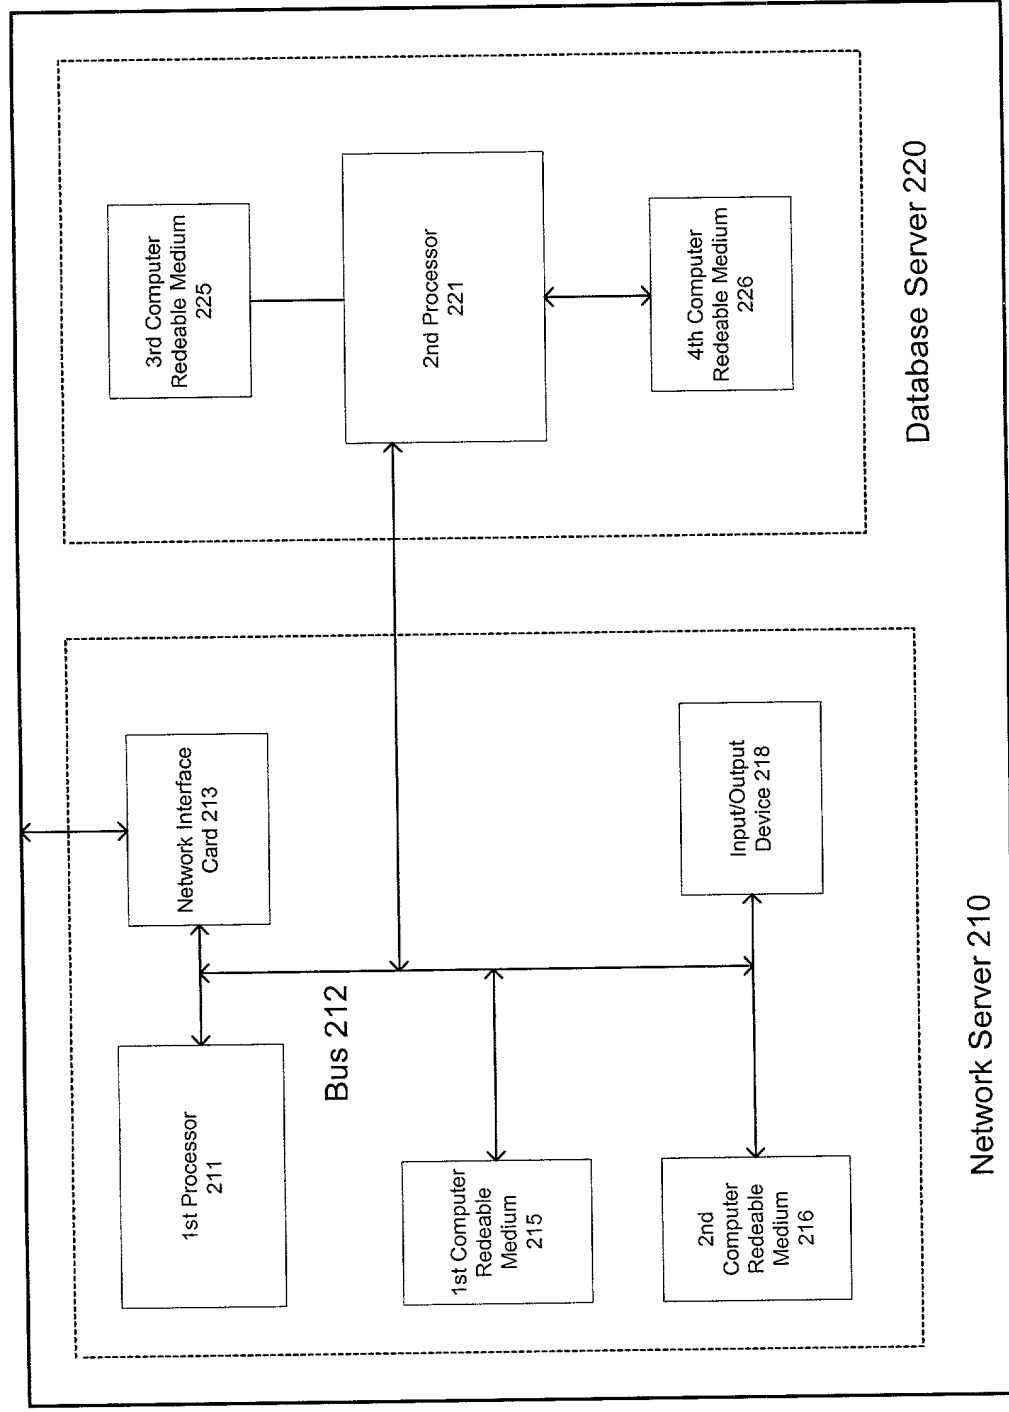 1st Processor
211
Network Interface
Card 213
Bus 212
1st Computer
Redeable
Medium
215
2nd
Computer
Redeable
Medium
216
Input/Output
Device 218
Network Server 210
3rd Computer
Redeable Medium
225
2nd Processor
221
4th Computer
Redeable Medium
226
Database Server 220